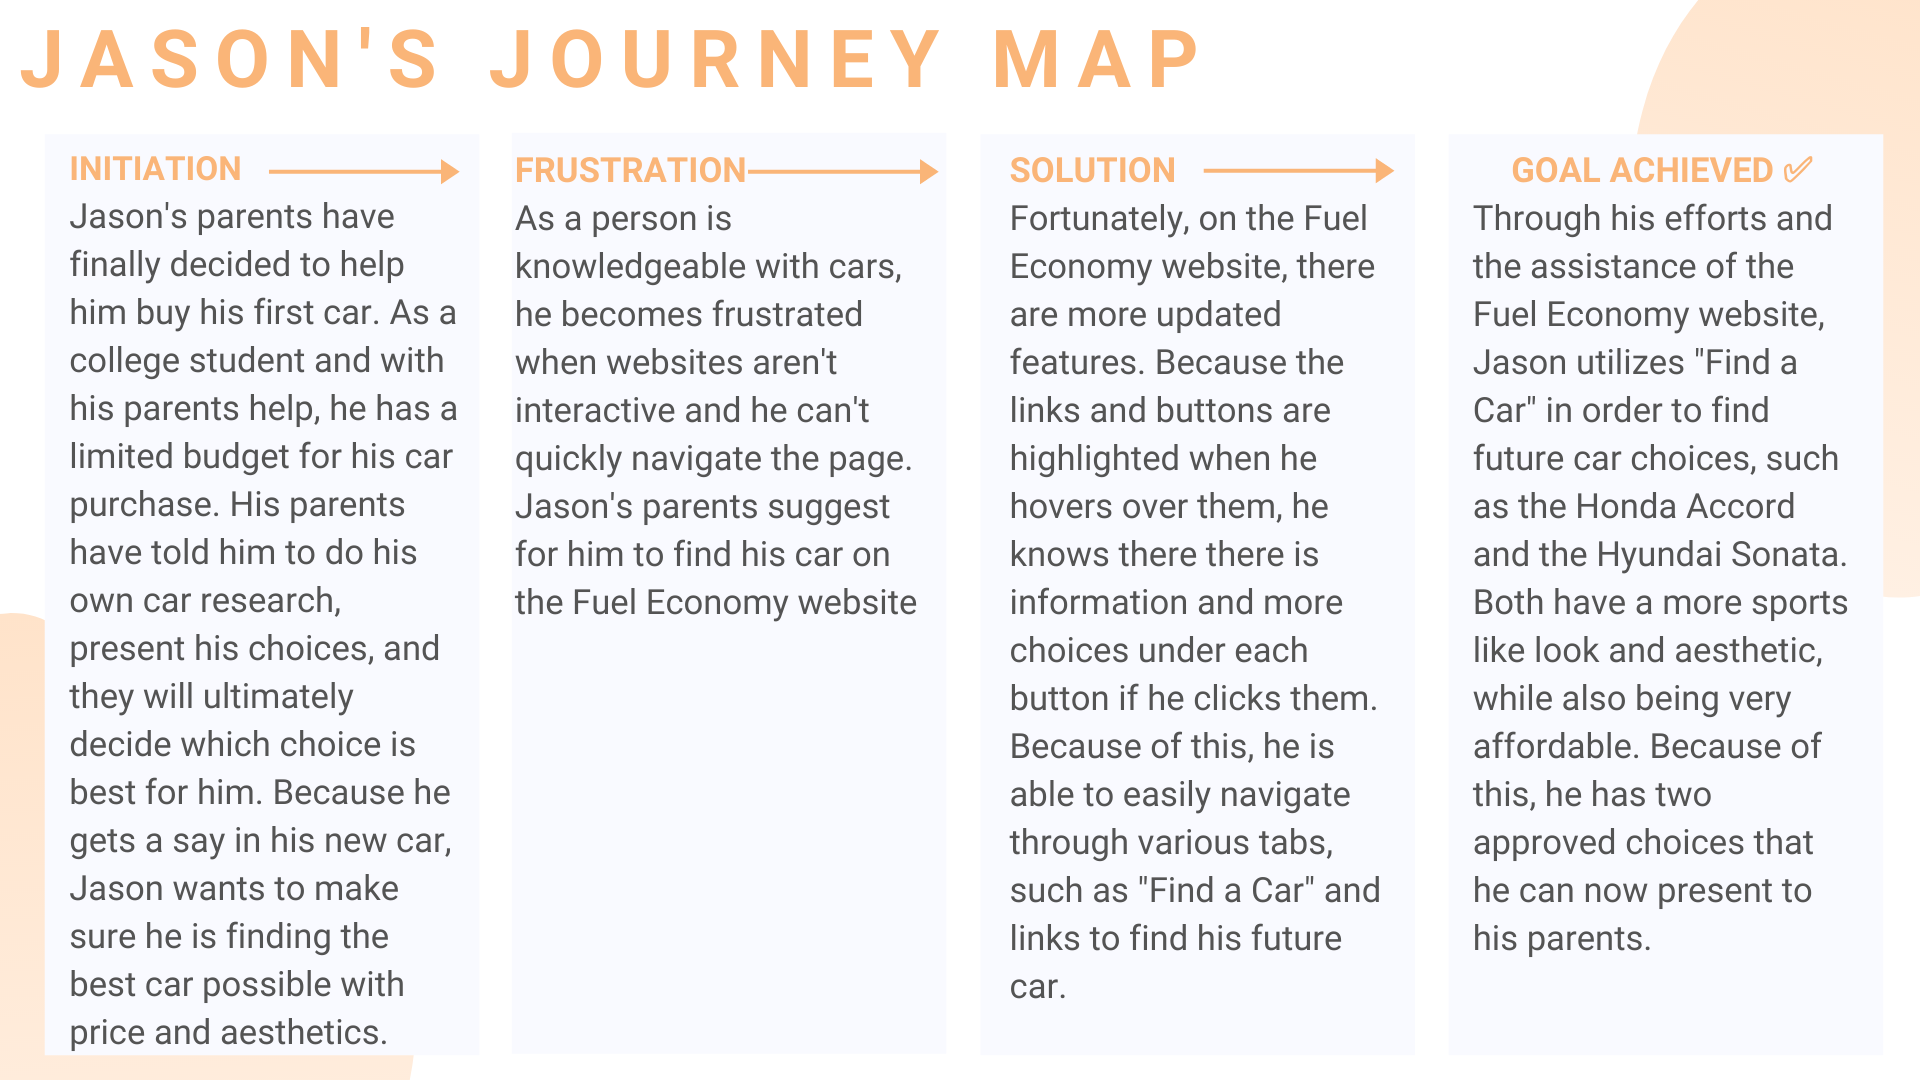 JASON'S JOURNEY MAP
INITIATION
Jason's parents have
finally decided to help
him buy his first car. As a
college student and with
his parents help, he has a
limited budget for his car
purchase. His parents
have told him to do his
own car research,
present his choices, and
they will ultimately
decide which choice is
best for him. Because he
gets a say in his new car,
Jason wants to make
sure he is finding the
best car possible with
price and aesthetics.
FRUSTRATION
As a person is
knowledgeable with cars,
he becomes frustrated
when websites aren't
interactive and he can't
quickly navigate the page.
Jason's parents suggest
for him to find his car on
the Fuel Economy website
SOLUTION
Fortunately, on the Fuel
Economy website, there
are more updated
features. Because the
links and buttons are
highlighted when he
hovers over them, he
knows there there is
information and more
choices under each
button if he clicks them.
Because of this, he is
able to easily navigate
through various tabs,
such as "Find a Car" and
links to find his future
car.
GOAL ACHIEVED ✅
Through his efforts and
the assistance of the
Fuel Economy website,
Jason utilizes "Find a
Car" in order to find
future car choices, such
as the Honda Accord
and the Hyundai Sonata.
Both have a more sports
like look and aesthetic,
while also being very
affordable. Because of
this, he has two
approved choices that
he can now present to
his parents.